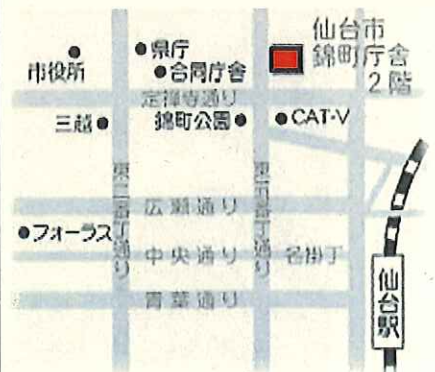 仙台市
錦町庁舎
2階
県庁
市役所
合同庁舎
定禅寺通り
三越
錦町公園
CAT-V
東二番丁通り
東五番丁通り
広瀬通り
フォーラス
中央通り
名掛丁
青葉通り
仙台駅